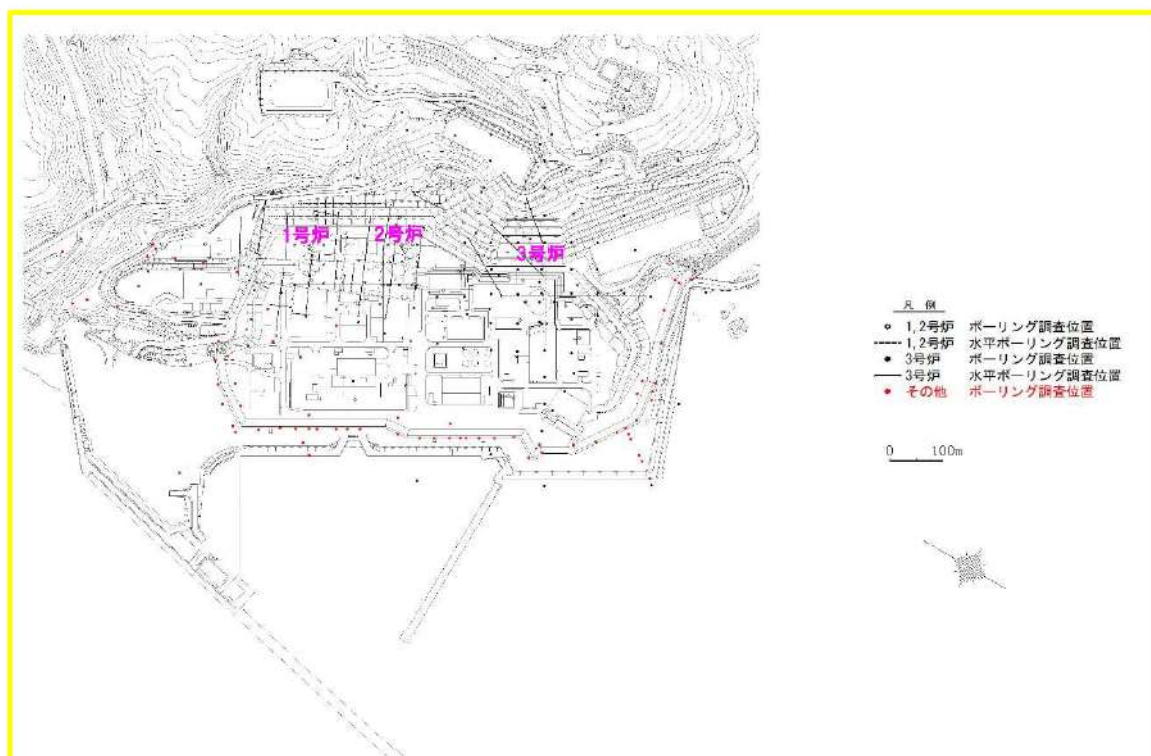 1号炉
2号炉
3号炉
凡 例
1,2号炉 ボーリング調査位置
1,2号炉 水平ボーリング調査位置
3号炉 ボーリング調査位置
3号炉 水平ボーリング調査位置
その他 ボーリング調査位置
0 100m